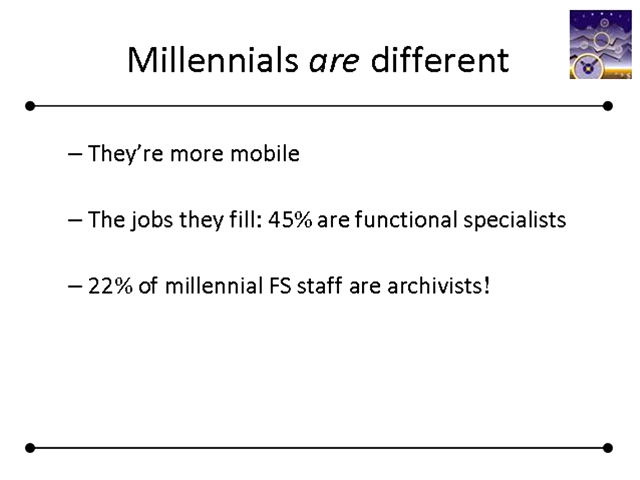 Millennials are different
– They’re more mobile
– The jobs they fill: 45% are functional specialists
– 22% of millennial FS staff are archivists!